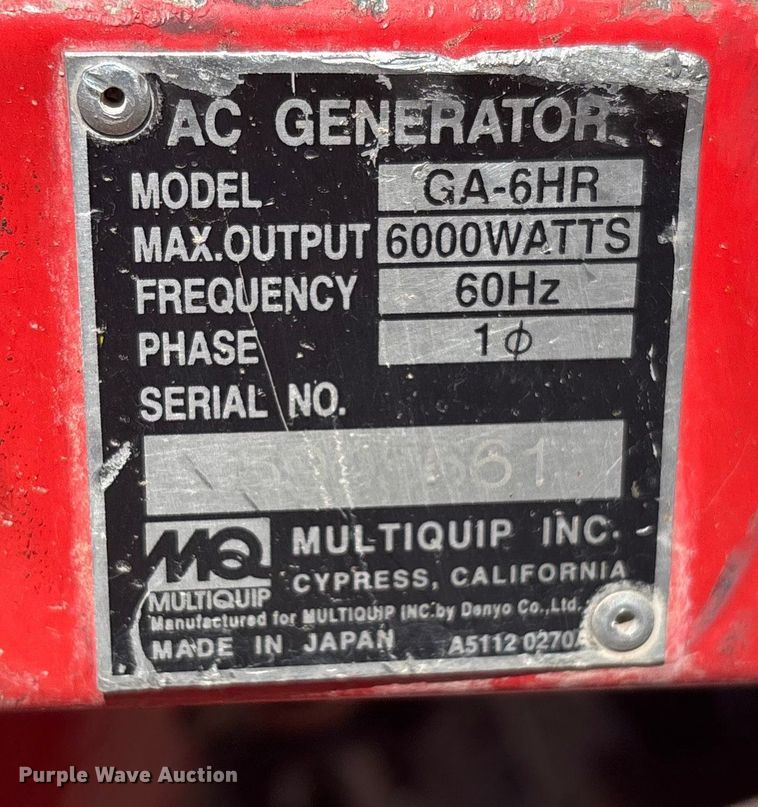 AC GENERATOR
MODEL GA-6HR
MAX.OUTPUT 6000WATTS
FREQUENCY 60Hz
PHASE 1ϕ
SERIAL NO.
MQ MULTIQUIP INC.
CYPRESS, CALIFORNIA
MULTIQUIP
Manufactured for MULTIQUIP INC.by Denyo Co.,Ltd.
MADE IN JAPAN A5112 0270A
Purple Wave Auction